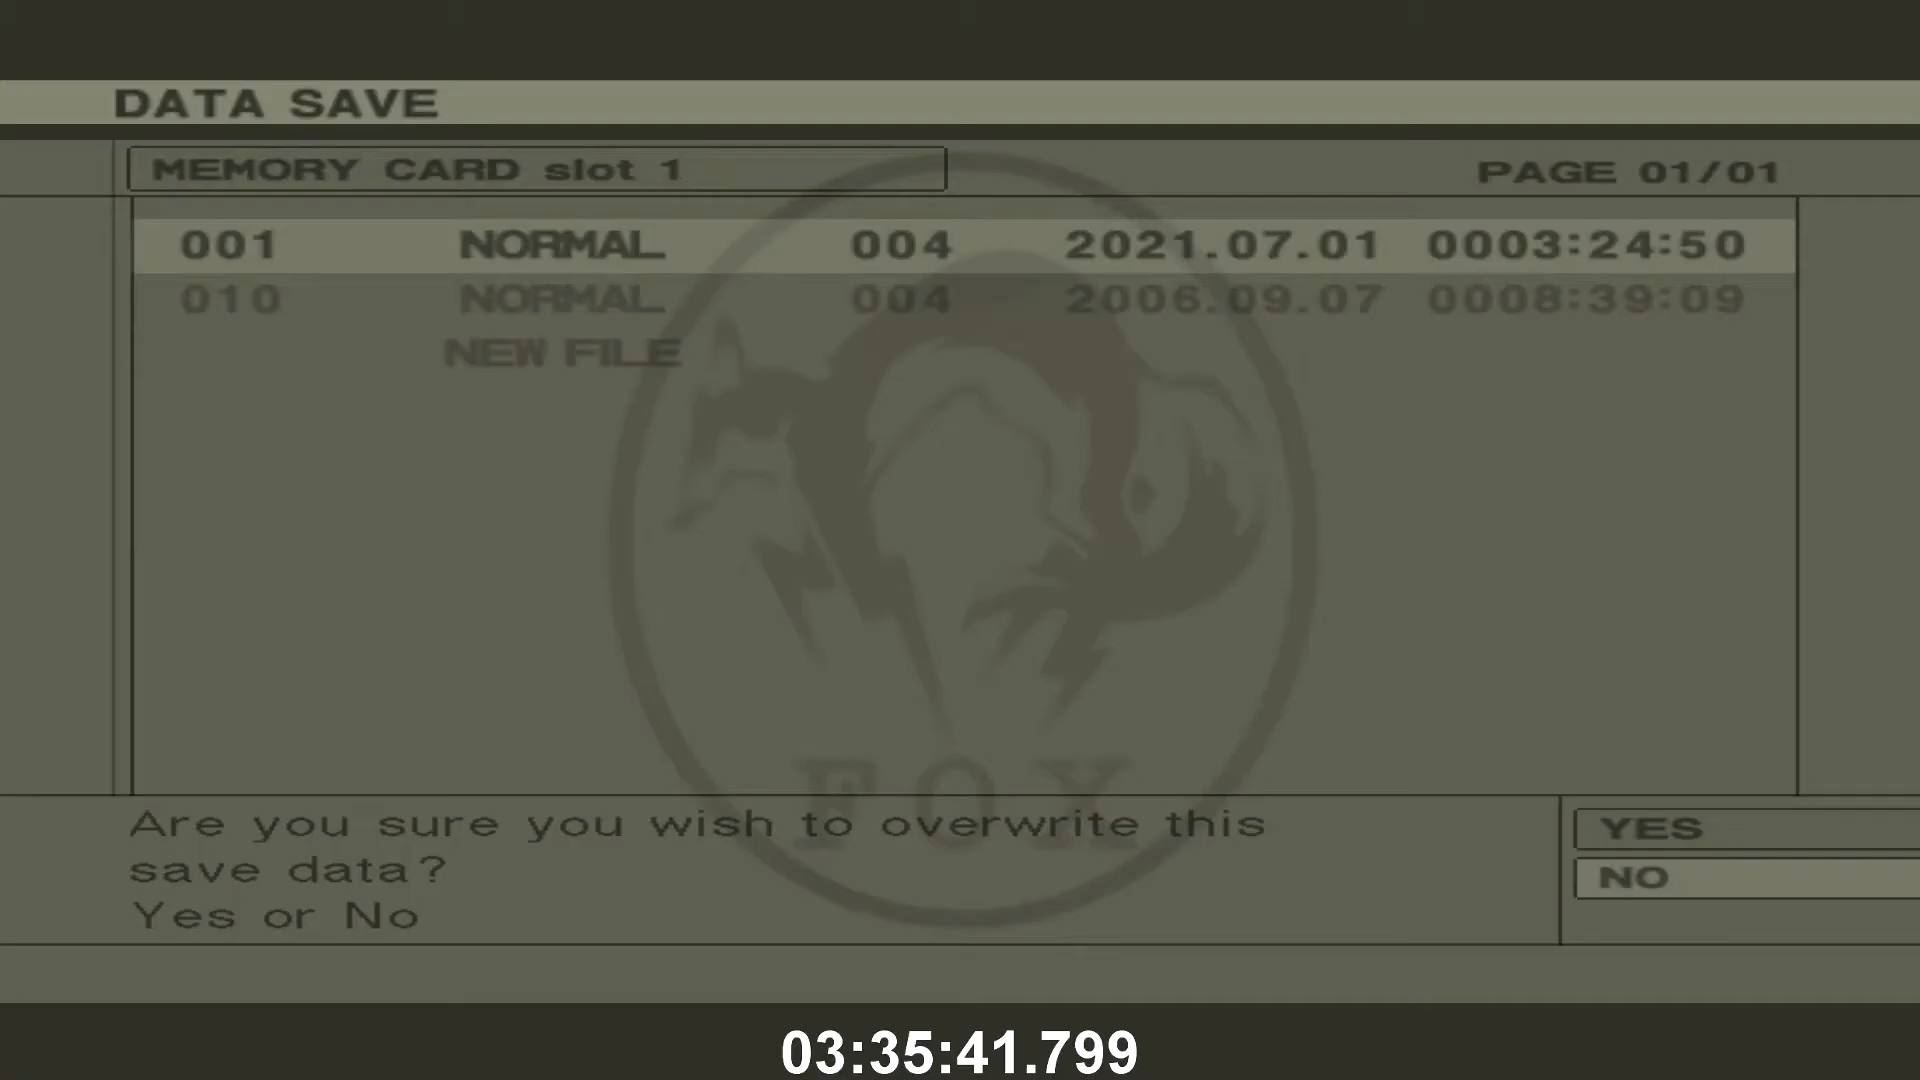 DATA SAVE
MEMORY CARD slot 1 PAGE 01/01
001 NORMAL 004 2021.07.01 0003:24:50
010 NORMAL 004 2006.09.07 0008:39:09
NEW FILE
FOX
Are you sure you wish to overwrite this
save data?
Yes or No
YES
NO
03:35:41.799